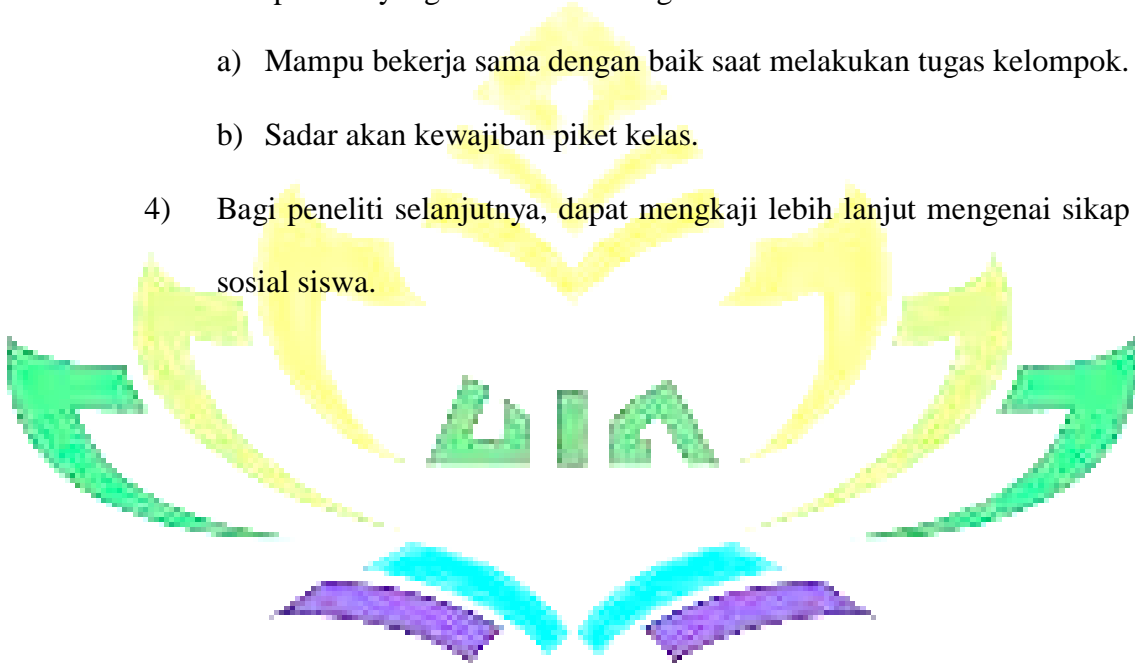 a) Mampu bekerja sama dengan baik saat melakukan tugas kelompok.
b) Sadar akan kewajiban piket kelas.
4) Bagi peneliti selanjutnya, dapat mengkaji lebih lanjut mengenai sikap
sosial siswa.